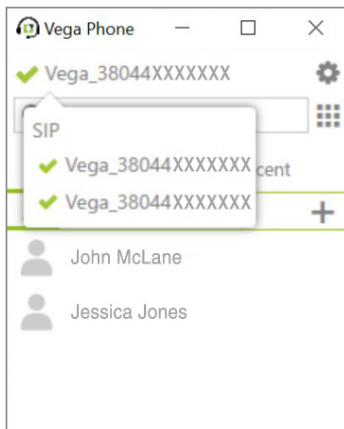 Vega Phone
Vega_38044XXXXXXX
SIP
Vega_38044XXXXXXX
cent
Vega_38044XXXXXXX
John McLane
Jessica Jones